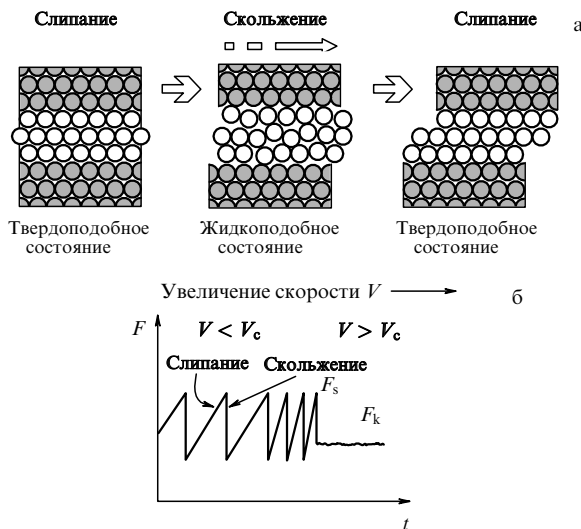 Слипание
Скольжение
Слипание
а
Твердоподобное
состояние
Жидкоподобное
состояние
Твердоподобное
состояние
Увеличение скорости V
б
F
V < Vc
V > Vc
Слипание
Скольжение
Fs
Fk
t